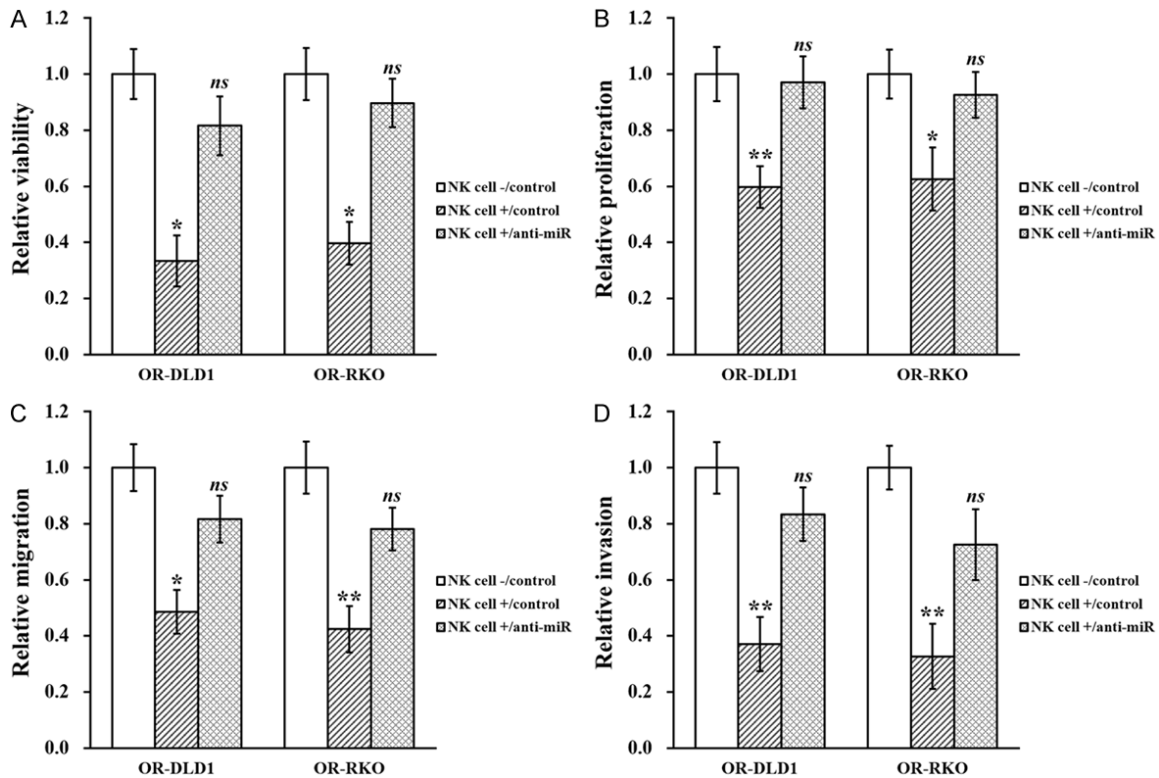 A
Relative viability
1.2
1.0
0.8
0.6
0.4
0.2
0.0
ns
ns
*
*
NK cell -/control
NK cell +/control
NK cell +/anti-miR
OR-DLD1 OR-RKO
B
Relative proliferation
1.2
1.0
0.8
0.6
0.4
0.2
0.0
ns
ns
**
*
NK cell -/control
NK cell +/control
NK cell +/anti-miR
OR-DLD1 OR-RKO
C
Relative migration
1.2
1.0
0.8
0.6
0.4
0.2
0.0
ns
ns
*
**
NK cell -/control
NK cell +/control
NK cell +/anti-miR
OR-DLD1 OR-RKO
D
Relative invasion
1.2
1.0
0.8
0.6
0.4
0.2
0.0
ns
ns
**
**
NK cell -/control
NK cell +/control
NK cell +/anti-miR
OR-DLD1 OR-RKO